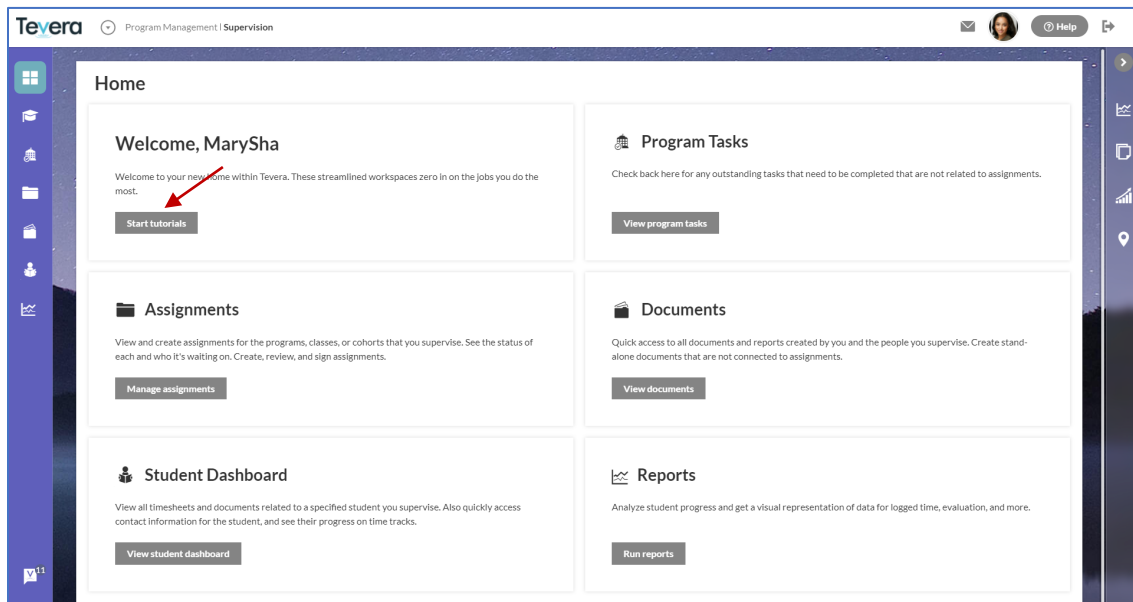 Tevera
Program Management | Supervision
Help
Home
Welcome, MarySha
Welcome to your new home within Tevera. These streamlined workspaces zero in on the jobs you do the
most.
Start tutorials
Program Tasks
Check back here for any outstanding tasks that need to be completed that are not related to assignments.
View program tasks
Assignments
View and create assignments for the programs, classes, or cohorts that you supervise. See the status of
each and who it's waiting on. Create, review, and sign assignments.
Manage assignments
Documents
Quick access to all documents and reports created by you and the people you supervise. Create stand-
alone documents that are not connected to assignments.
View documents
Student Dashboard
View all timesheets and documents related to a specified student you supervise. Also quickly access
contact information for the student, and see their progress on time tracks.
View student dashboard
Reports
Analyze student progress and get a visual representation of data for logged time, evaluation, and more.
Run reports
V 11